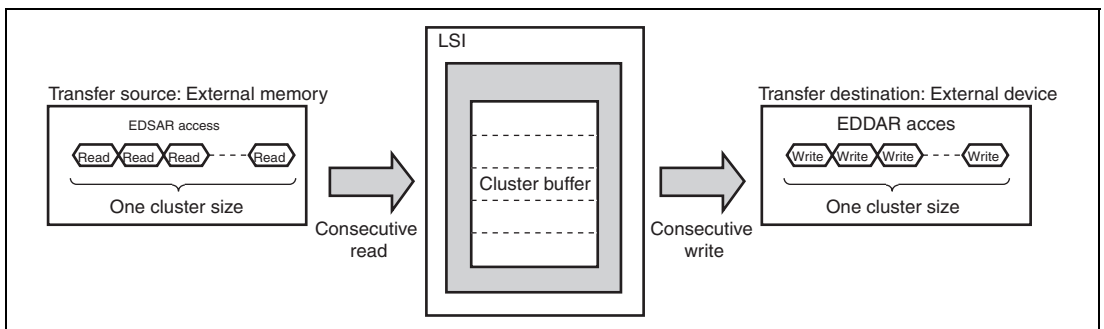 LSI
Transfer source: External memory
EDSAR access
Read Read Read Read
One cluster size
Consecutive
read
Cluster buffer
Consecutive
write
Transfer destination: External device
EDDAR acces
Write Write Write Write
One cluster size